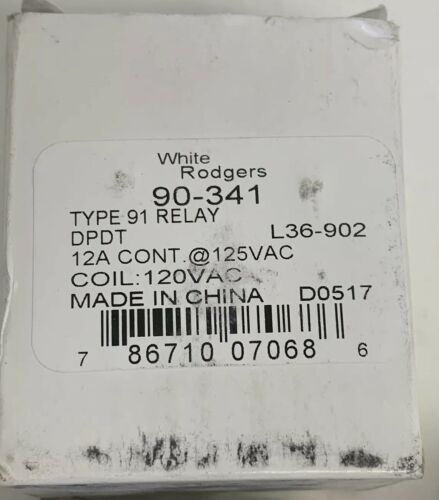 White
Rodgers
90-341
TYPE 91 RELAY
DPDT L36-902
12A CONT.@125VAC
COIL:120VAC
MADE IN CHINA D0517
7 86710 07068 6